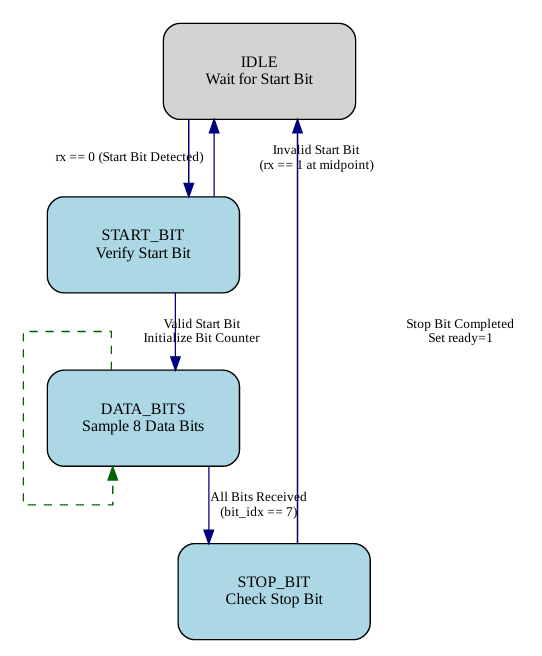 IDLE
Wait for Start Bit
rx == 0 (Start Bit Detected)
Invalid Start Bit
(rx == 1 at midpoint)
START_BIT
Verify Start Bit
Valid Start Bit
Initialize Bit Counter
Stop Bit Completed
Set ready=1
DATA_BITS
Sample 8 Data Bits
All Bits Received
(bit_idx == 7)
STOP_BIT
Check Stop Bit